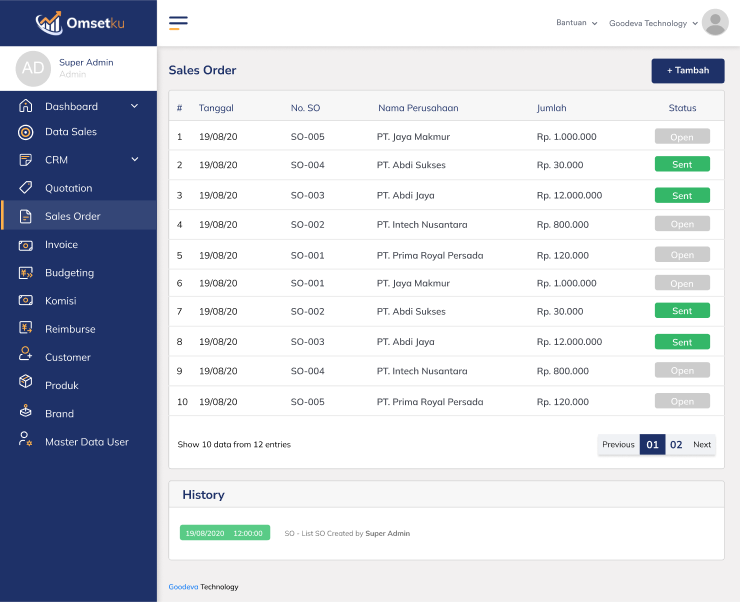 Omsetku
Bantuan
Goodeva Technology
AD
Super Admin
Admin
Dashboard
Data Sales
CRM
Quotation
Sales Order
Invoice
Budgeting
Komisi
Reimburse
Customer
Produk
Brand
Master Data User
Sales Order
+ Tambah
# Tanggal No. SO Nama Perusahaan Jumlah Status
1 19/08/20 SO-005 PT. Jaya Makmur Rp. 1.000.000 Open
2 19/08/20 SO-004 PT. Abdi Sukses Rp. 30.000 Sent
3 19/08/20 SO-003 PT. Abdi Jaya Rp. 12.000.000 Sent
4 19/08/20 SO-002 PT. Intech Nusantara Rp. 800.000 Open
5 19/08/20 SO-001 PT. Prima Royal Persada Rp. 120.000 Open
6 19/08/20 SO-001 PT. Jaya Makmur Rp. 1.000.000 Open
7 19/08/20 SO-002 PT. Abdi Sukses Rp. 30.000 Sent
8 19/08/20 SO-003 PT. Abdi Jaya Rp. 12.000.000 Sent
9 19/08/20 SO-004 PT. Intech Nusantara Rp. 800.000 Open
10 19/08/20 SO-005 PT. Prima Royal Persada Rp. 120.000 Open
Show 10 data from 12 entries
Previous 01 02 Next
History
19/08/2020 12:00:00 SO - List SO Created by Super Admin
Goodeva Technology